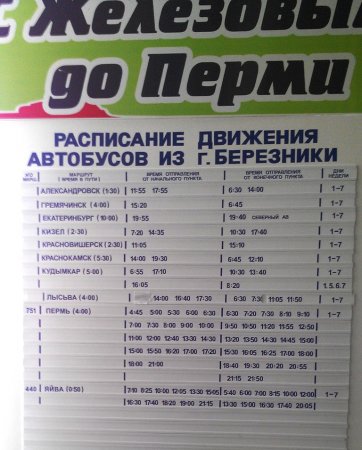 с Железовы
до Перми
РАСПИСАНИЕ ДВИЖЕНИЯ
АВТОБУСОВ ИЗ Г. БЕРЕЗНИКИ
МАРШРУТ ВРЕМЯ ОТПРАВЛЕНИЯ ВРЕМЯ ОТПРАВЛЕНИЯ ДНИ
(ВРЕМЯ В ПУТИ) ОТ НАЧАЛЬНОГО ПУНКТА ОТ КОНЕЧНОГО ПУНКТА НЕДЕЛИ
АЛЕКСАНДРОВСК (1:30) 11:55 17:55 6:30 14:00 1-7
ГРЕМЯЧИНСК (4:00) 15:20 6:45 1-7
ЕКАТЕРИНБУРГ (10:00) 19:55 19:40 СЕВЕРНЫЙ АВ 1-7
КИЗЕЛ (2:30) 7:20 14:35 10:30 17:40 1-7
КРАСНОВИШЕРСК (2:30) 11:05 15:10 1-7
КРАСНОКАМСК (5:30) 14:00 19:30 6:45 12:10 1-7
КУДЫМКАР (5:00) 6:55 17:10 10:30 13:40 1-7
16:05 8:20 1.5.6.7
ЛЫСЬВА (4:00) 14:00 16:40 17:30 6:30 7:30 11:05 11:50 1-7
751 ПЕРМЬ (4:00) 4:45 5:00 5:30 6:00 6:30 4:30 6:20 7:30 8:10 9:10 1-7
7:00 7:30 8:10 9:00 10:00 9:50 10:50 11:20 11:55 12:50
11:00 12:00 12:40 13:30 14:30 13:20 13:50 14:30 14:45 15:00
15:00 15:50 16:20 17:00 17:20 15:30 16:05 16:25 17:00 18:00
18:00 21:00 18:40 19:30 20:20 20:55
21:15 21:50
440 ЯЙВА (0:50) 7:10 8:25 10:00 12:05 13:30 15:05 5:40 6:00 7:00 8:15 10:00 12:00 1-7
16:30 17:40 18:20 19:00 21:15 13:30 15:00 16:30 17:40 20:05